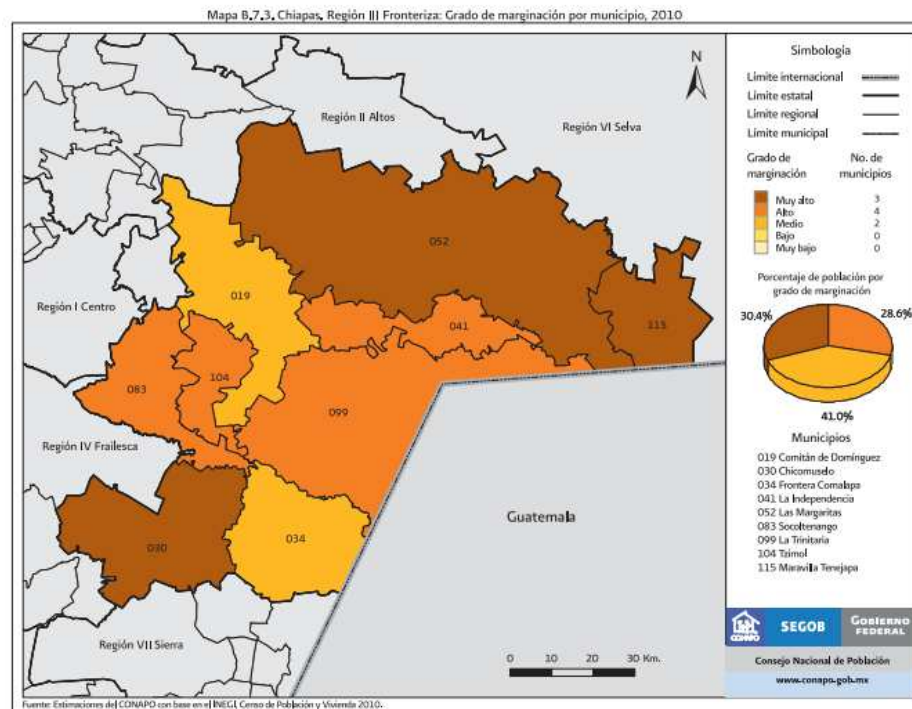 Mapa B.7.3. Chiapas, Región III Fronteriza: Grado de marginación por municipio, 2010
Región II Altos
Región VI Selva
Región I Centro
Región IV Frailesca
Región VII Sierra
Guatemala
052
019
041
115
083
104
099
030
034
N
0 10 20 30 Km.
Simbología
Límite internacional
Límite estatal
Límite regional
Límite municipal
Grado de marginación
No. de municipios
Muy alto 3
Alto 4
Medio 2
Bajo 0
Muy bajo 0
Porcentaje de población por
grado de marginación
30.4%
28.6%
41.0%
Municipios
019 Comitán de Domínguez
030 Chicomuselo
034 Frontera Comalapa
041 La Independencia
052 Las Margaritas
083 Socoltenango
099 La Trinitaria
104 Tzimol
115 Maravilla Tenejapa
CONAPO
SEGOB
GOBIERNO
FEDERAL
Consejo Nacional de Población
www.conapo.gob.mx
Fuente: Estimaciones del CONAPO con base en el INEGI, Censo de Población y Vivienda 2010.